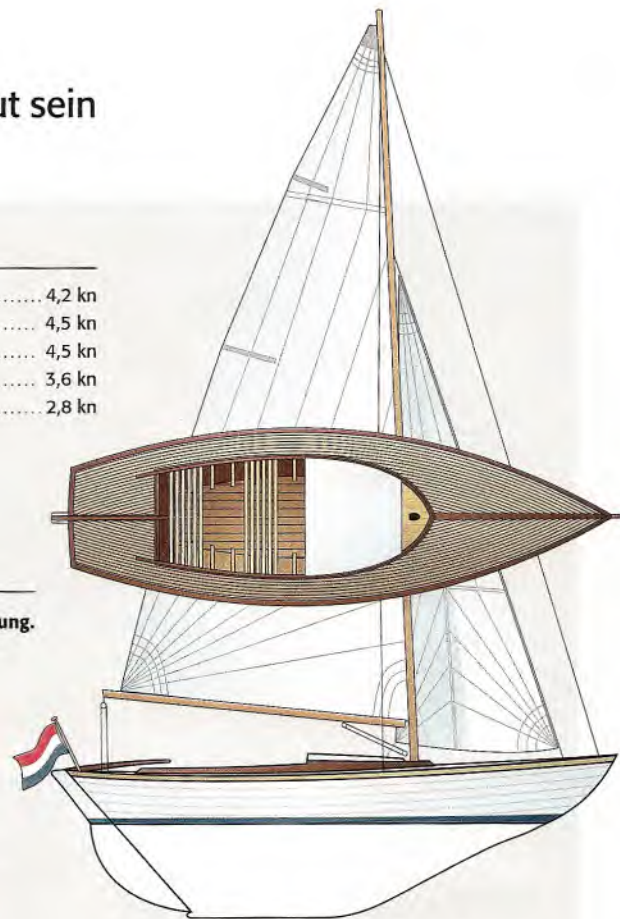 ut sein
...... 4,2 kn
..... 4,5 kn
..... 4,5 kn
..... 3,6 kn
...... 2,8 kn
ung.